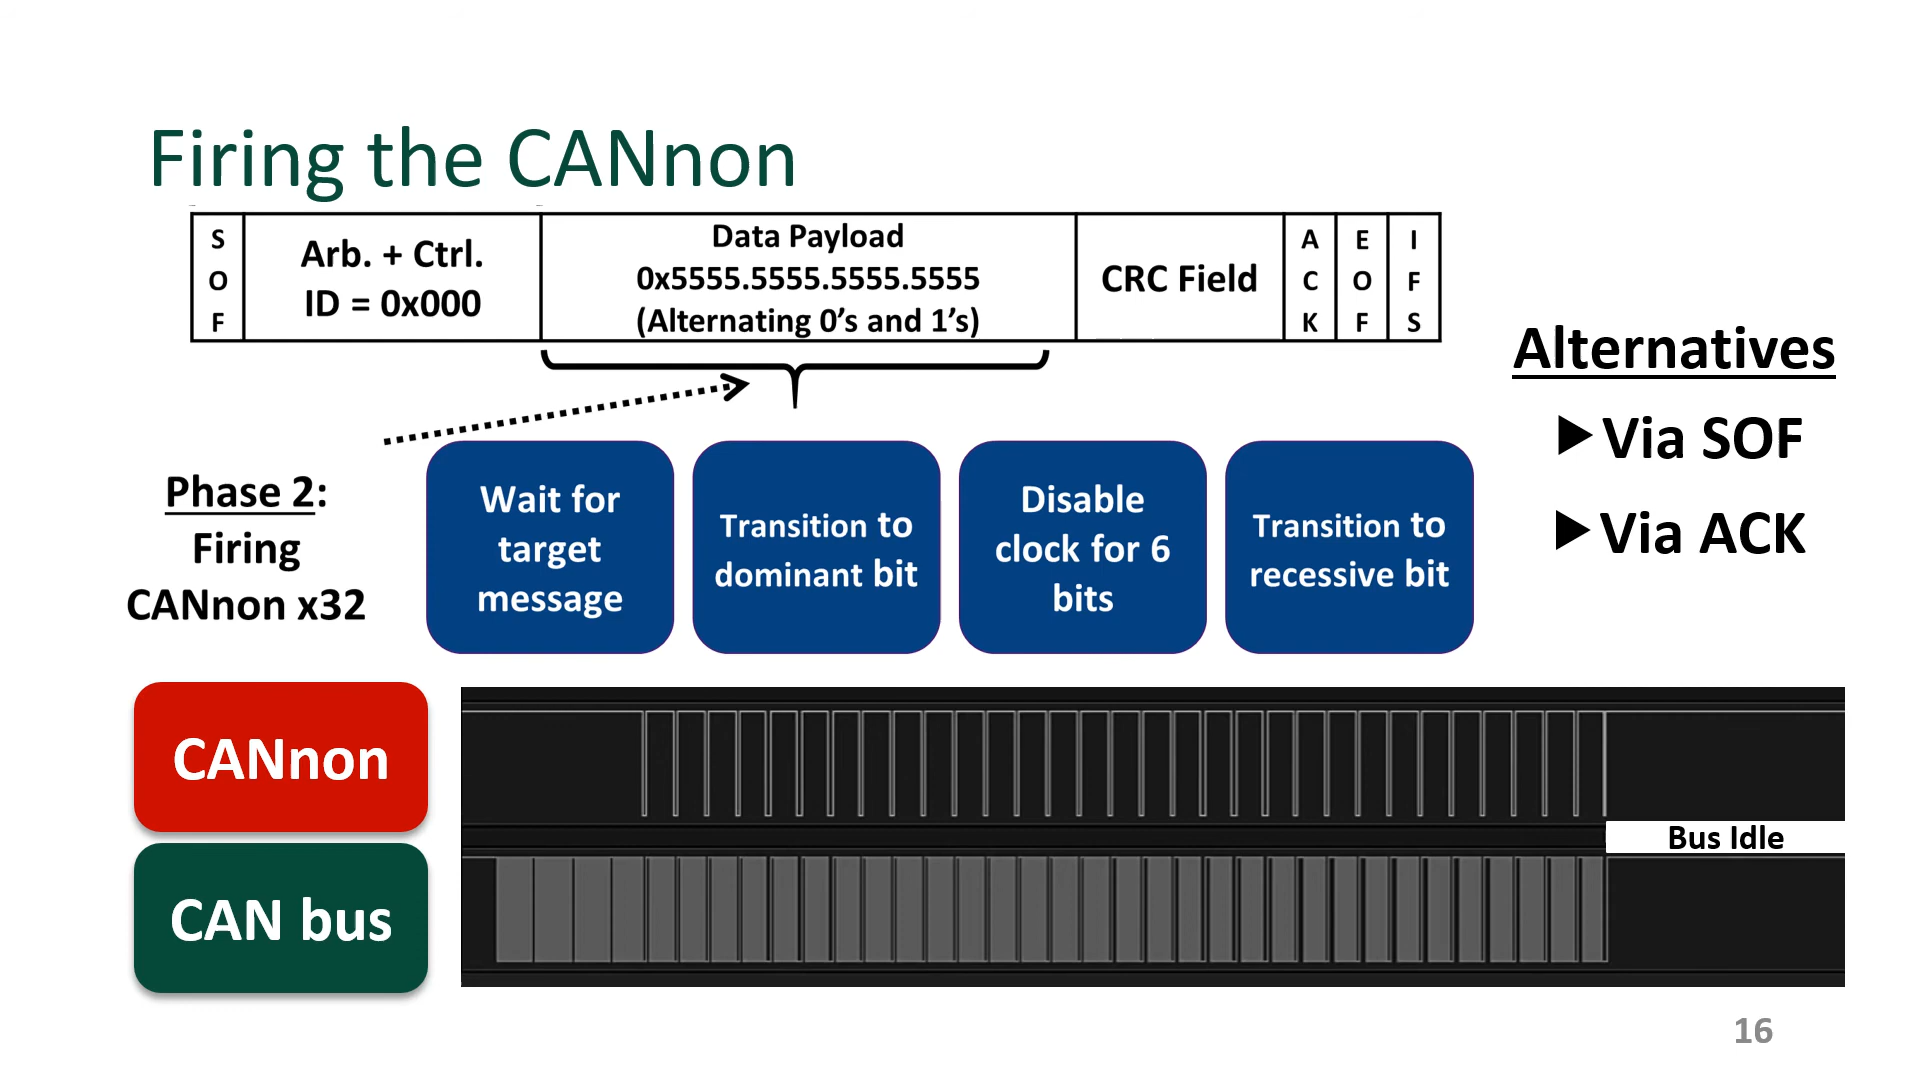 Firing the CANnon
S
O
F
Arb. + Ctrl.
ID = 0x000
Data Payload
0x5555.5555.5555.5555
(Alternating 0's and 1's)
CRC Field
A
C
K
E
O
F
I
F
S
Alternatives
Via SOF
Via ACK
Phase 2:
Firing
CANnon x32
Wait for
target
message
Transition to
dominant bit
Disable
clock for 6
bits
Transition to
recessive bit
CANnon
Bus Idle
CAN bus
16